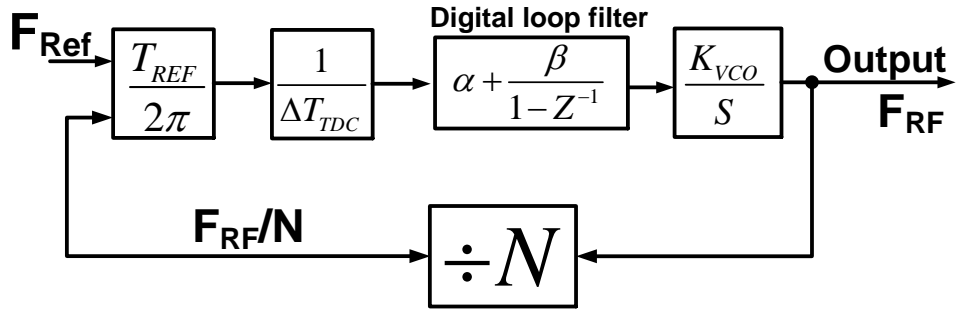 Digital loop filter
F_Ref
T_REF / 2π
1 / ΔT_TDC
α + β / 1 − Z^−1
K_VCO / S
Output
F_RF
F_RF/N
÷N